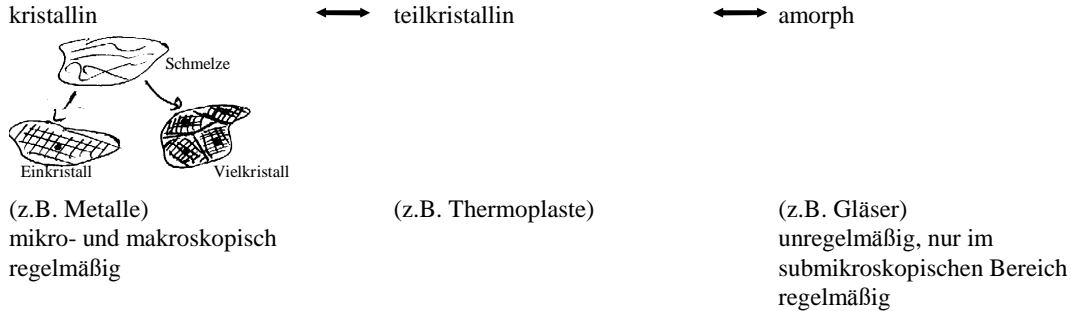 kristallin
teilkristallin
amorph
Schmelze
Einkristall
Vielkristall
(z.B. Metalle)
mikro- und makroskopisch
regelmäßig
(z.B. Thermoplaste)
(z.B. Gläser)
unregelmäßig, nur im
submikroskopischen Bereich
regelmäßig